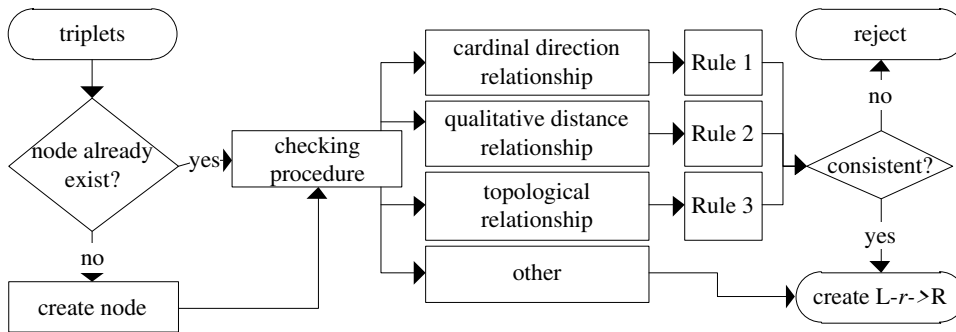 triplets
node already
exist?
yes
no
create node
checking
procedure
cardinal direction
relationship
qualitative distance
relationship
topological
relationship
other
Rule 1
Rule 2
Rule 3
reject
no
consistent?
yes
create L-r->R